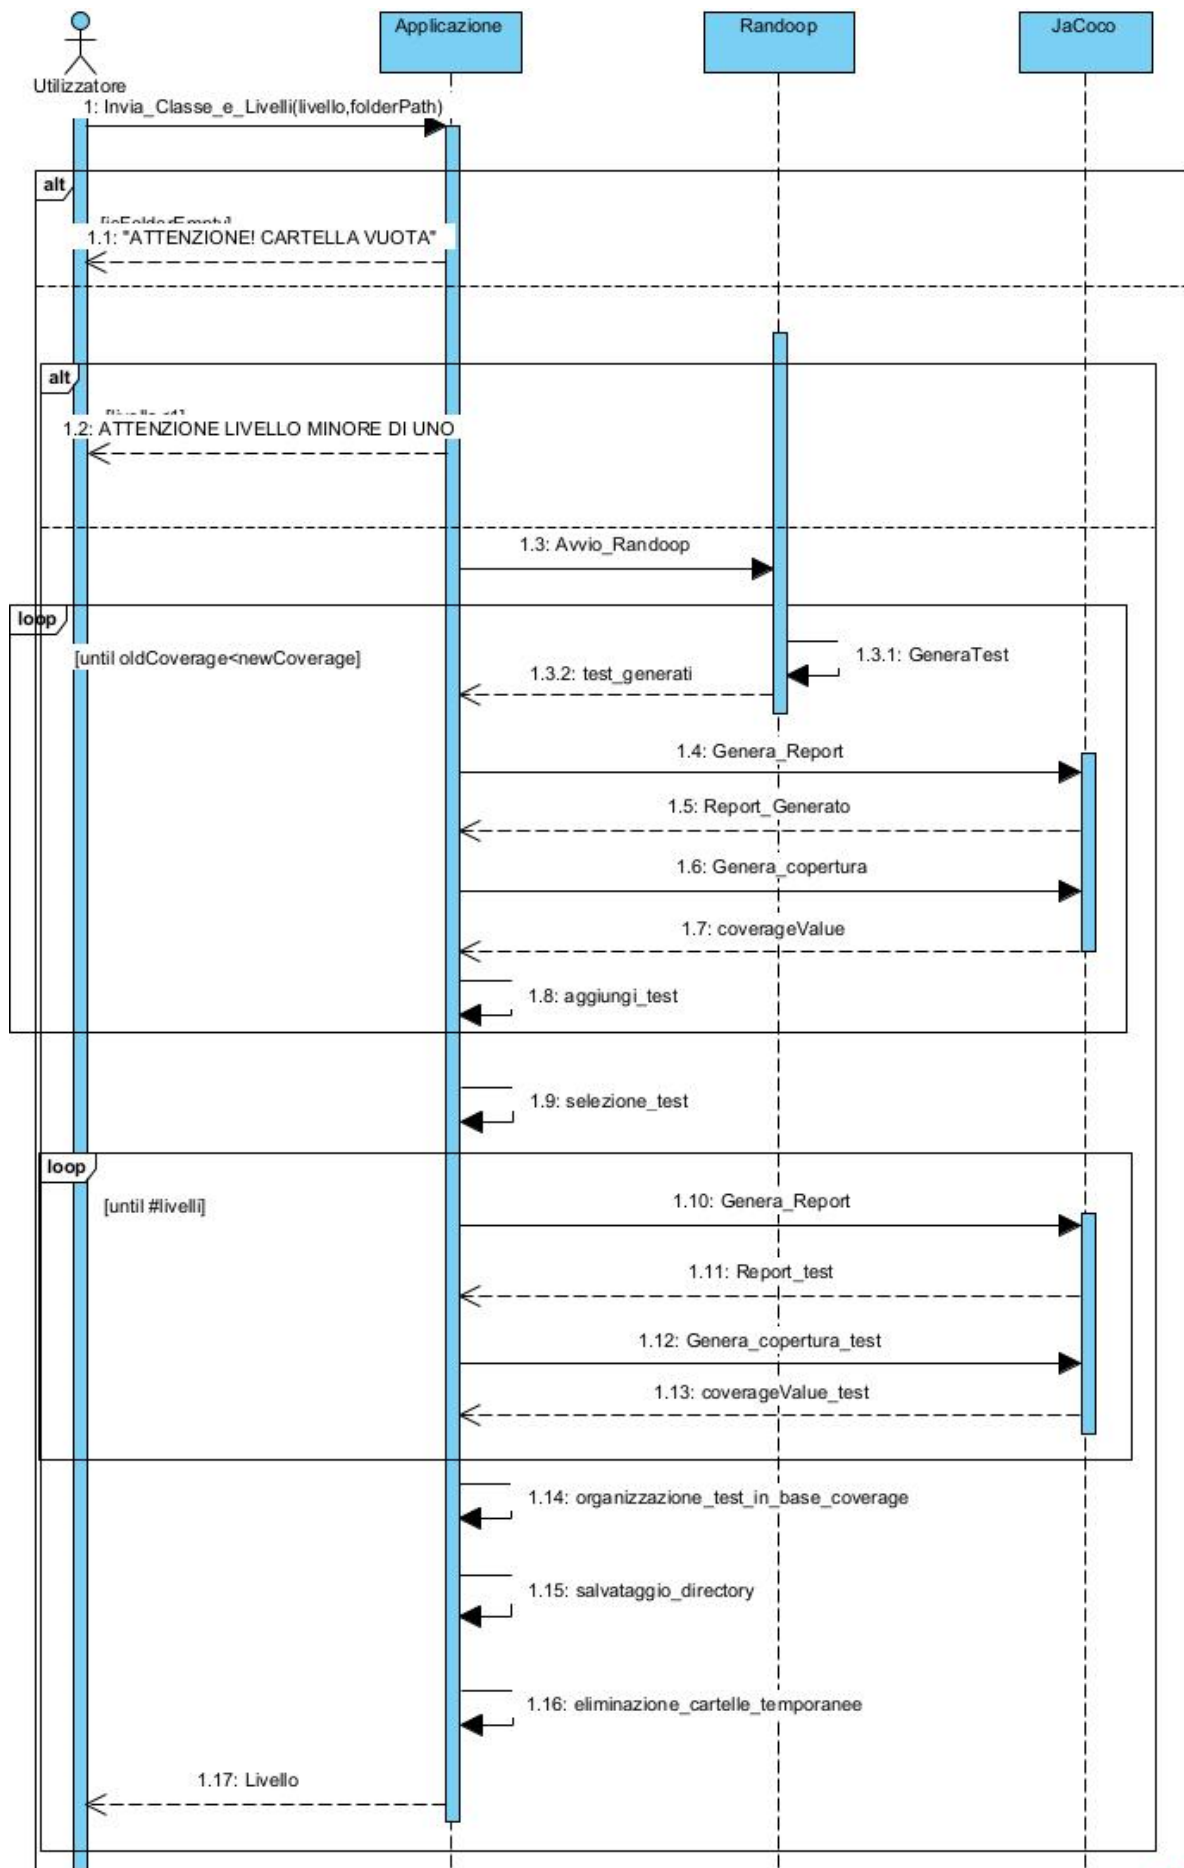 Applicazione
Randoop
JaCoco
Utilizzatore
1: Invia_Classe_e_Livelli(livello,folderPath)
alt
[isFolderEmpty]
1.1: "ATTENZIONE! CARTELLA VUOTA"
alt
1.2: ATTENZIONE LIVELLO MINORE DI UNO
1.3: Avvio_Randoop
loop
[until oldCoverage<newCoverage]
1.3.1: GeneraTest
1.3.2: test_generati
1.4: Genera_Report
1.5: Report_Generato
1.6: Genera_copertura
1.7: coverageValue
1.8: aggiungi_test
1.9: selezione_test
loop
[until #livelli]
1.10: Genera_Report
1.11: Report_test
1.12: Genera_copertura_test
1.13: coverageValue_test
1.14: organizzazione_test_in_base_coverage
1.15: salvataggio_directory
1.16: eliminazione_cartelle_temporanee
1.17: Livello